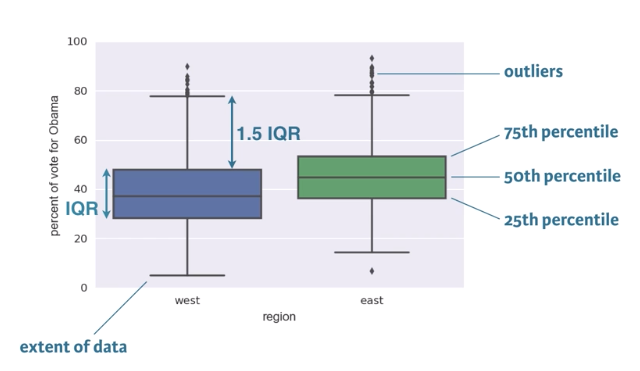 100
80
60
40
20
0
percent of vote for Obama
IQR
1.5 IQR
outliers
75th percentile
50th percentile
25th percentile
west
east
region
extent of data